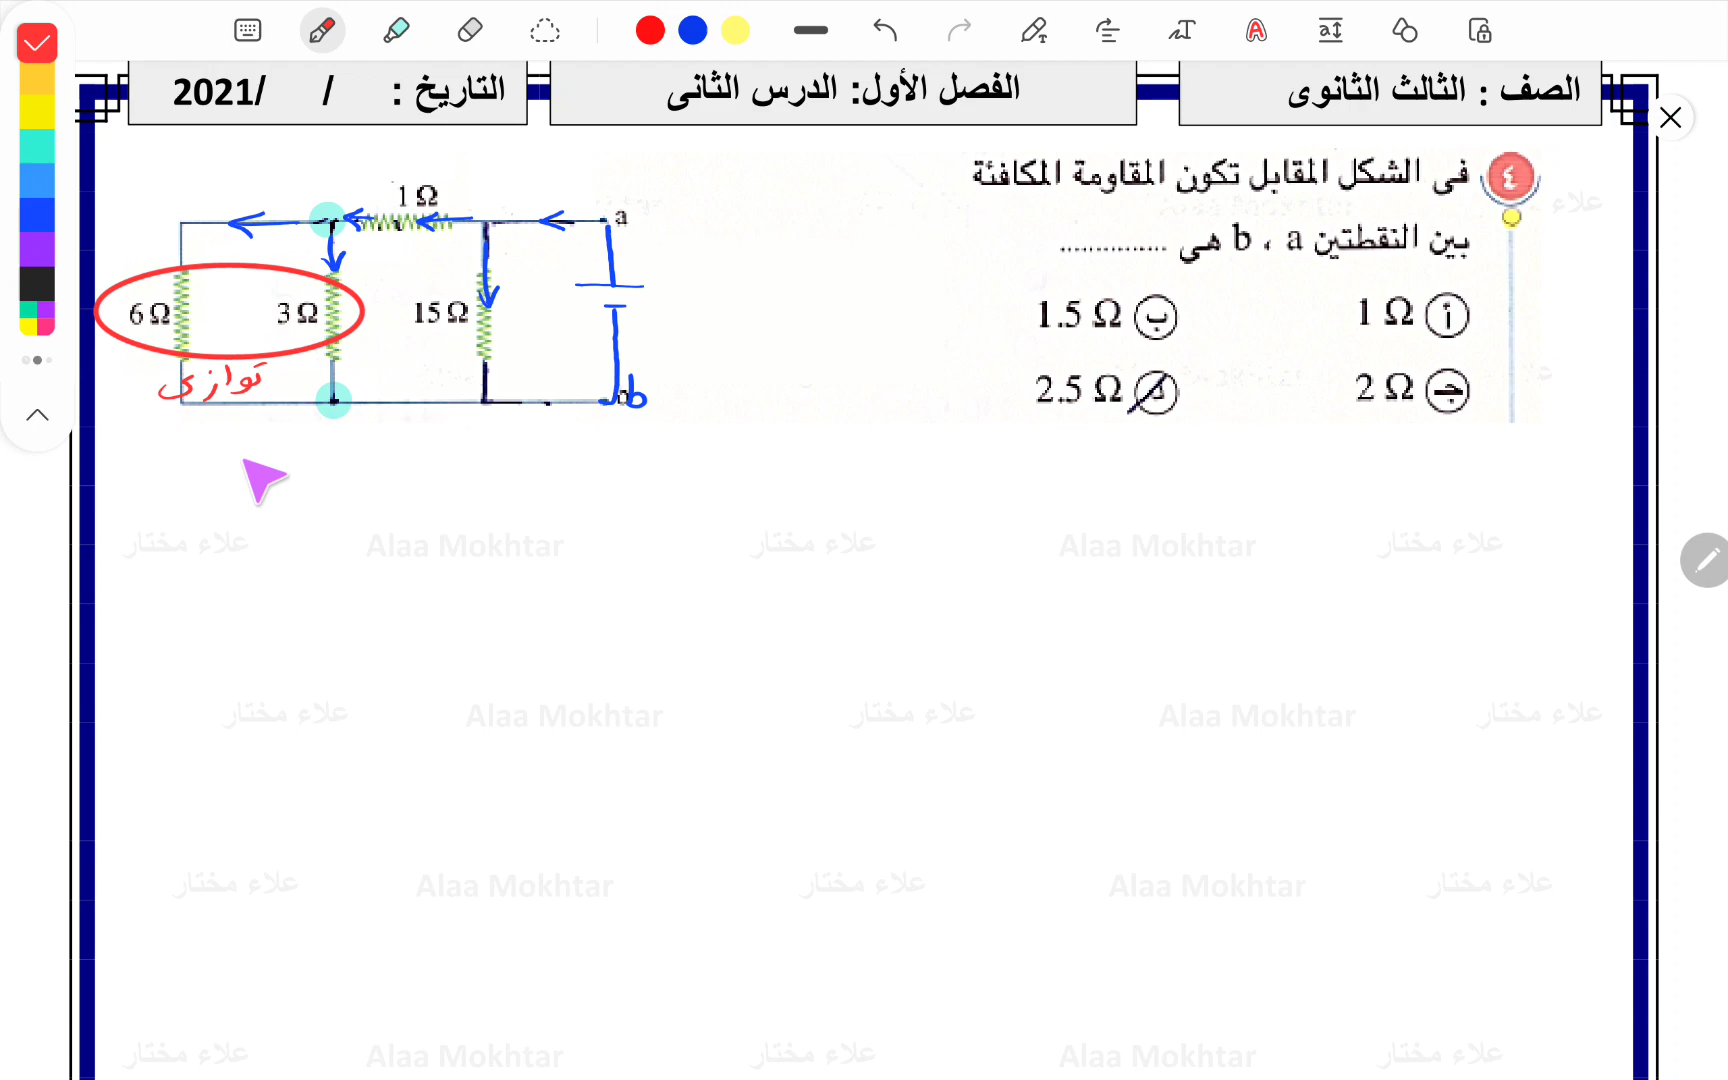 الصف : الثالث الثانوى
الفصل الأول: الدرس الثانى
التاريخ : / /2021
٤ فى الشكل المقابل تكون المقاومة المكافئة
بين النقطتين b ، a هى ...............
أ 1 Ω
ب 1.5 Ω
ج 2 Ω
د 2.5 Ω
1 Ω
a
6 Ω
3 Ω
15 Ω
b
توازى
علاء مختار
علاء مختار Alaa Mokhtar علاء مختار Alaa Mokhtar علاء مختار
علاء مختار Alaa Mokhtar علاء مختار Alaa Mokhtar علاء مختار
علاء مختار Alaa Mokhtar علاء مختار Alaa Mokhtar علاء مختار
علاء مختار Alaa Mokhtar علاء مختار Alaa Mokhtar علاء مختار